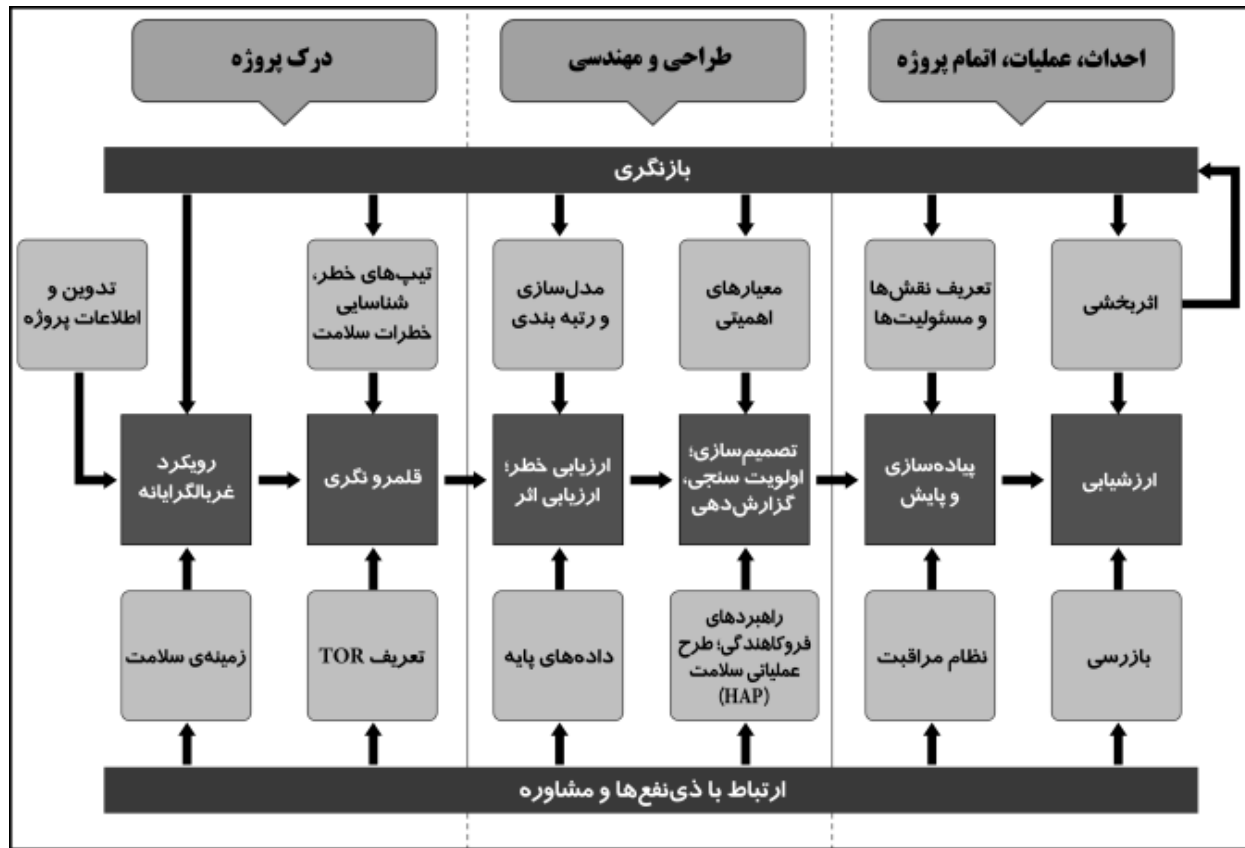 درک پروژه
طراحی و مهندسی
احداث، عملیات، اتمام پروژه
بازنگری
تدوین و
اطلاعات پروژه
تیپ‌های خطر،
شناسایی
خطرات سلامت
مدل‌سازی
و رتبه بندی
معیارهای
اهمیتی
تعریف نقش‌ها
و مسئولیت‌ها
اثربخشی
رویکرد
غربالگرایانه
قلمرو نگری
ارزیابی خطر؛
ارزیابی اثر
تصمیم‌سازی؛
اولویت سنجی،
گزارش‌دهی
پیاده‌سازی
و پایش
ارزشیابی
زمینه‌ی سلامت
تعریف TOR
داده‌های پایه
راهبردهای
فروکاهندگی؛ طرح
عملیاتی سلامت
(HAP)
نظام مراقبت
بازرسی
ارتباط با ذی‌نفع‌ها و مشاوره